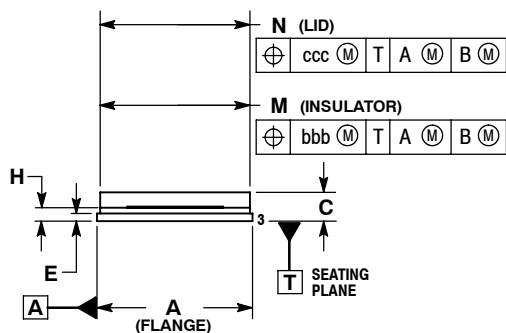 N (LID)
⌖ ccc Ⓜ T A Ⓜ B Ⓜ
M (INSULATOR)
⌖ bbb Ⓜ T A Ⓜ B Ⓜ
H
C
3
E
T SEATING
PLANE
A
A
(FLANGE)